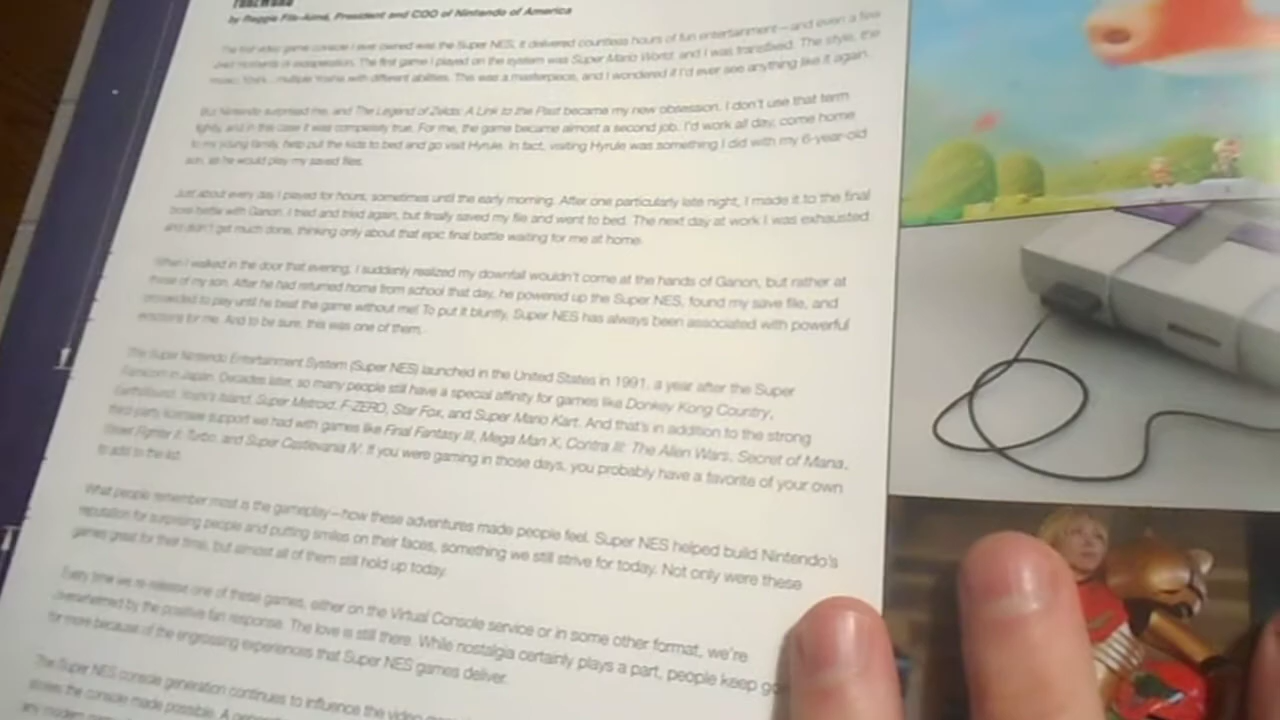 Foreword
by Reggie Fils-Aimé, President and COO of Nintendo of America
The first video game console I ever owned was the Super NES; it delivered countless hours of fun entertainment—and even a few
moments of exasperation. The first game I played on the system was Super Mario World, and I was transfixed. The style, the
music, Yoshi... multiple Yoshis with different abilities. This was a masterpiece, and I wondered if I'd ever see anything like it again.
But Nintendo surprised me, and The Legend of Zelda: A Link to the Past became my new obsession. I don't use that term
lightly, and in this case it was completely true. For me, the game became almost a second job. I'd work all day, come home
to my young family, help put the kids to bed and go visit Hyrule. In fact, visiting Hyrule was something I did with my 6-year-old
son, as he would play my saved files.
Just about every day I played for hours, sometimes until the early morning. After one particularly late night, I made it to the final
boss battle with Ganon. I tried and tried again, but finally saved my file and went to bed. The next day at work I was exhausted
and didn't get much done, thinking only about that epic final battle waiting for me at home.
When I walked in the door that evening, I suddenly realized my downfall wouldn't come at the hands of Ganon, but rather at
those of my son. After he had returned home from school that day, he powered up the Super NES, found my save file, and
proceeded to play until he beat the game without me! To put it bluntly, Super NES has always been associated with powerful
emotions for me. And to be sure, this was one of them.
The Super Nintendo Entertainment System (Super NES) launched in the United States in 1991, a year after the Super
Famicom in Japan. Decades later, so many people still have a special affinity for games like Donkey Kong Country,
EarthBound, Yoshi's Island, Super Metroid, F-ZERO, Star Fox, and Super Mario Kart. And that's in addition to the strong
third-party licensee support we had with games like Final Fantasy III, Mega Man X, Contra III: The Alien Wars, Secret of Mana,
Street Fighter II: Turbo, and Super Castlevania IV. If you were gaming in those days, you probably have a favorite of your own
to add to the list.
What people remember most is the gameplay—how these adventures made people feel. Super NES helped build Nintendo's
reputation for surprising people and putting smiles on their faces, something we still strive for today. Not only were these
games great for their time, but almost all of them still hold up today.
Every time we re-release one of these games, either on the Virtual Console service or in some other format, we're
overwhelmed by the positive fan response. The love is still there. While nostalgia certainly plays a part, people keep
for more because of the engrossing experiences that Super NES games deliver.
The Super NES console generation continues to influence the video
the console made possible. A
any modern